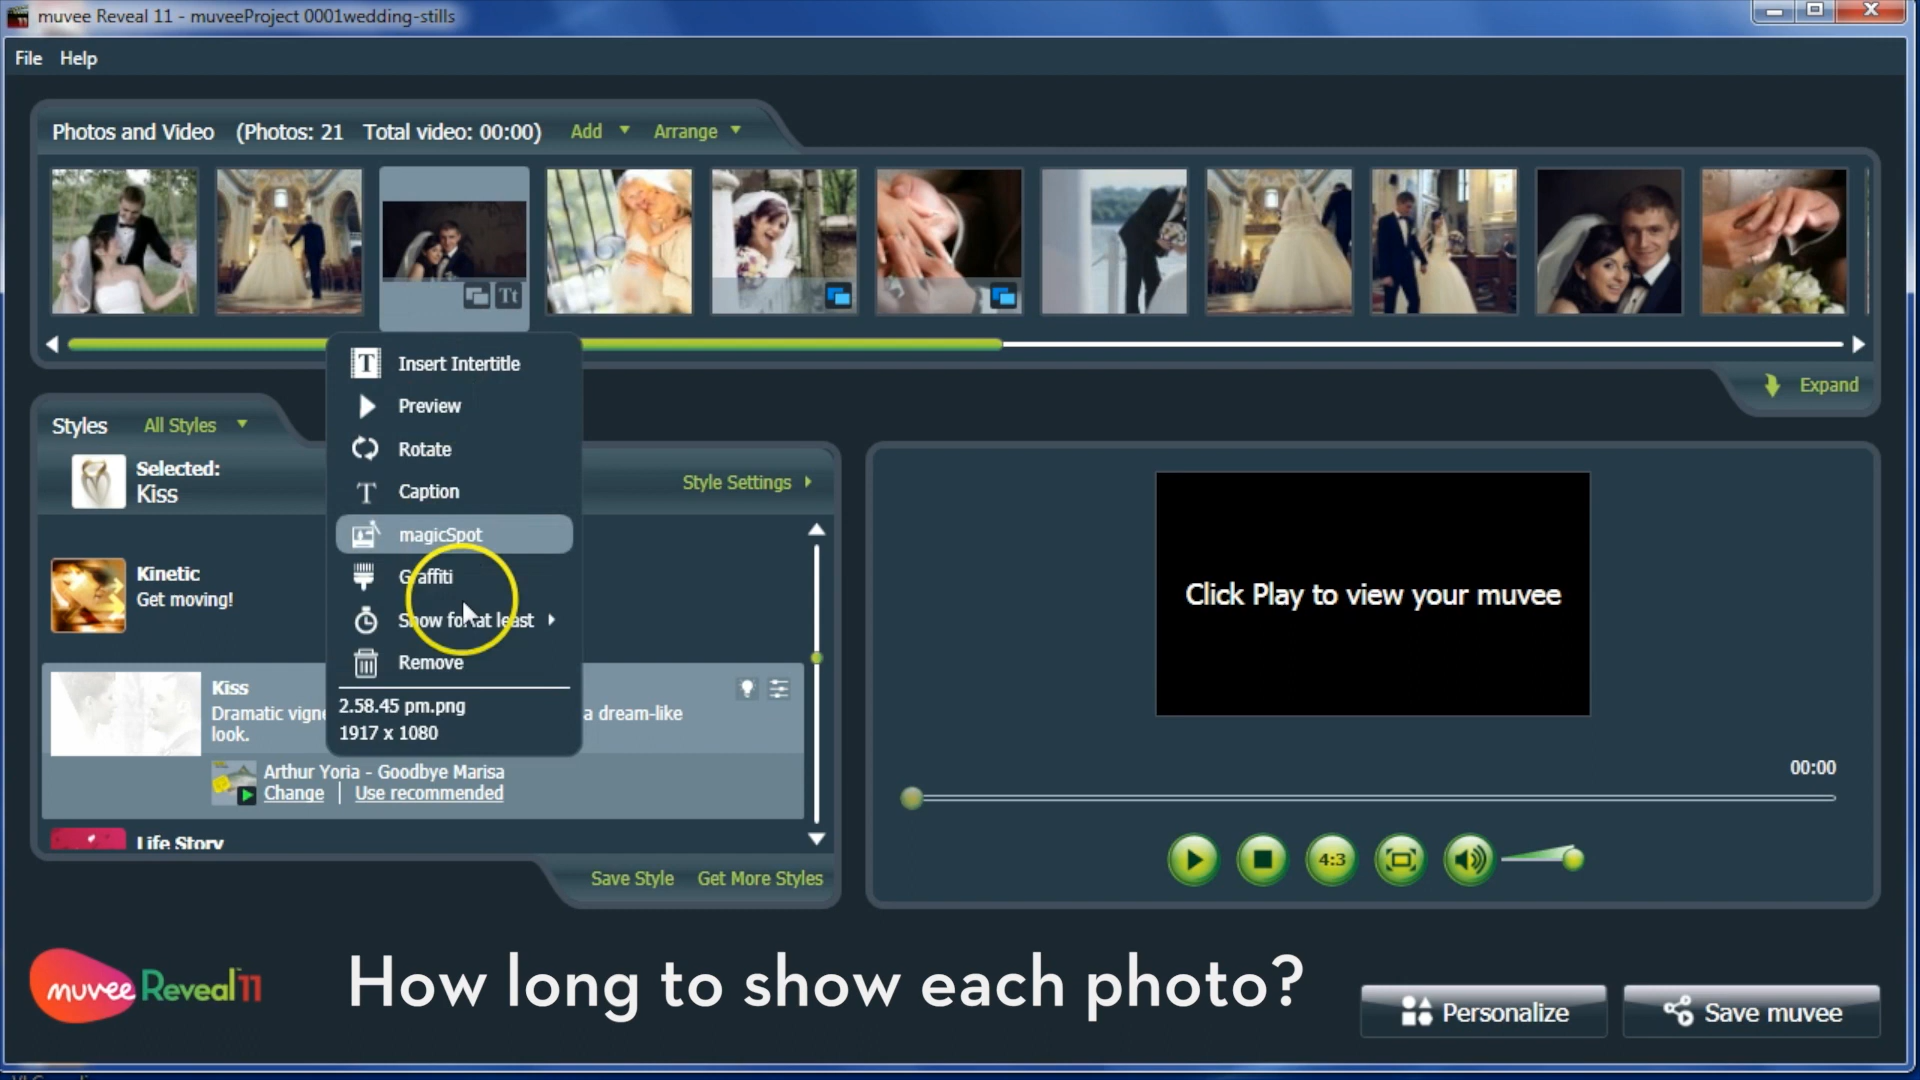 muvee Reveal 11 - muveeProject 0001wedding-stills
File Help
Photos and Video (Photos: 21 Total video: 00:00) Add Arrange
Tt
Expand
Insert Intertitle
Preview
Rotate
Caption
magicSpot
Graffiti
Show for at least
Remove
2.58.45 pm.png
1917 x 1080
Styles All Styles
Selected:
Kiss
Style Settings
Kinetic
Get moving!
Kiss
Dramatic vign a dream-like
look.
Arthur Yoria - Goodbye Marisa
Change | Use recommended
Life Story
Save Style Get More Styles
Click Play to view your muvee
00:00
4:3
muvee Reveal 11
How long to show each photo?
Personalize
Save muvee